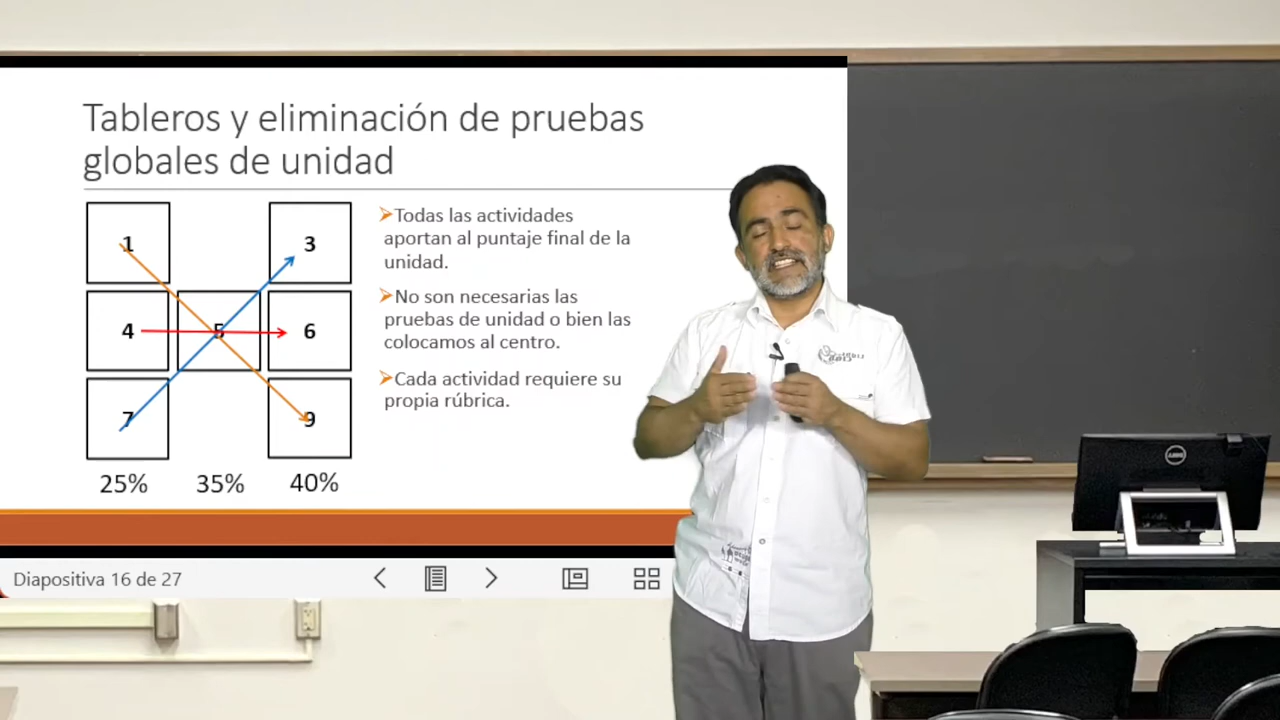 Tableros y eliminación de pruebas
globales de unidad
1
3
4
5
6
7
9
25%
35%
40%
➢Todas las actividades
aportan al puntaje final de la
unidad.
➢No son necesarias las
pruebas de unidad o bien las
colocamos al centro.
➢Cada actividad requiere su
propia rúbrica.
Diapositiva 16 de 27
DELL